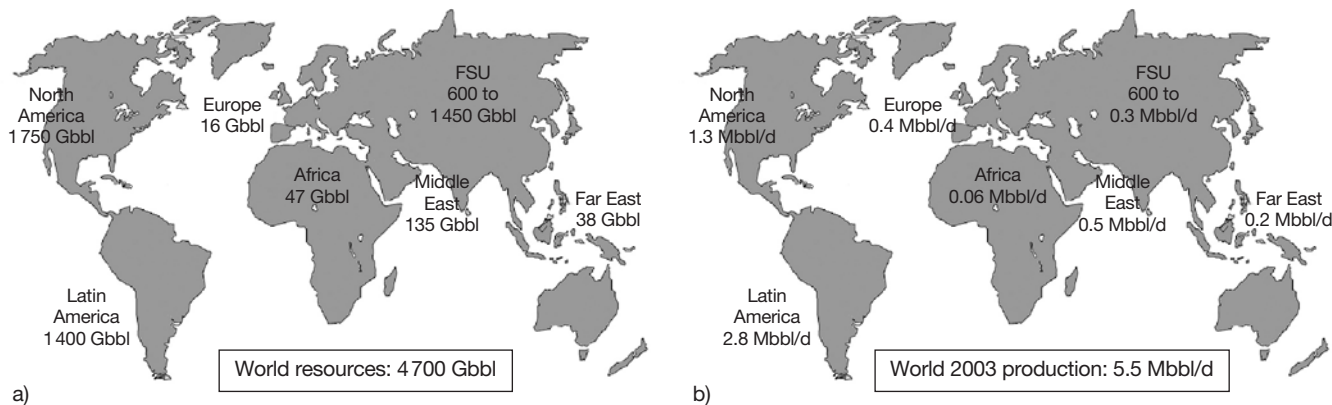 North
America
1 750 Gbbl
Europe
16 Gbbl
FSU
600 to
1 450 Gbbl
Africa
47 Gbbl
Middle
East
135 Gbbl
Far East
38 Gbbl
Latin
America
1 400 Gbbl
World resources: 4 700 Gbbl
a)
North
America
1.3 Mbbl/d
Europe
0.4 Mbbl/d
FSU
600 to
0.3 Mbbl/d
Africa
0.06 Mbbl/d
Middle
East
0.5 Mbbl/d
Far East
0.2 Mbbl/d
Latin
America
2.8 Mbbl/d
World 2003 production: 5.5 Mbbl/d
b)